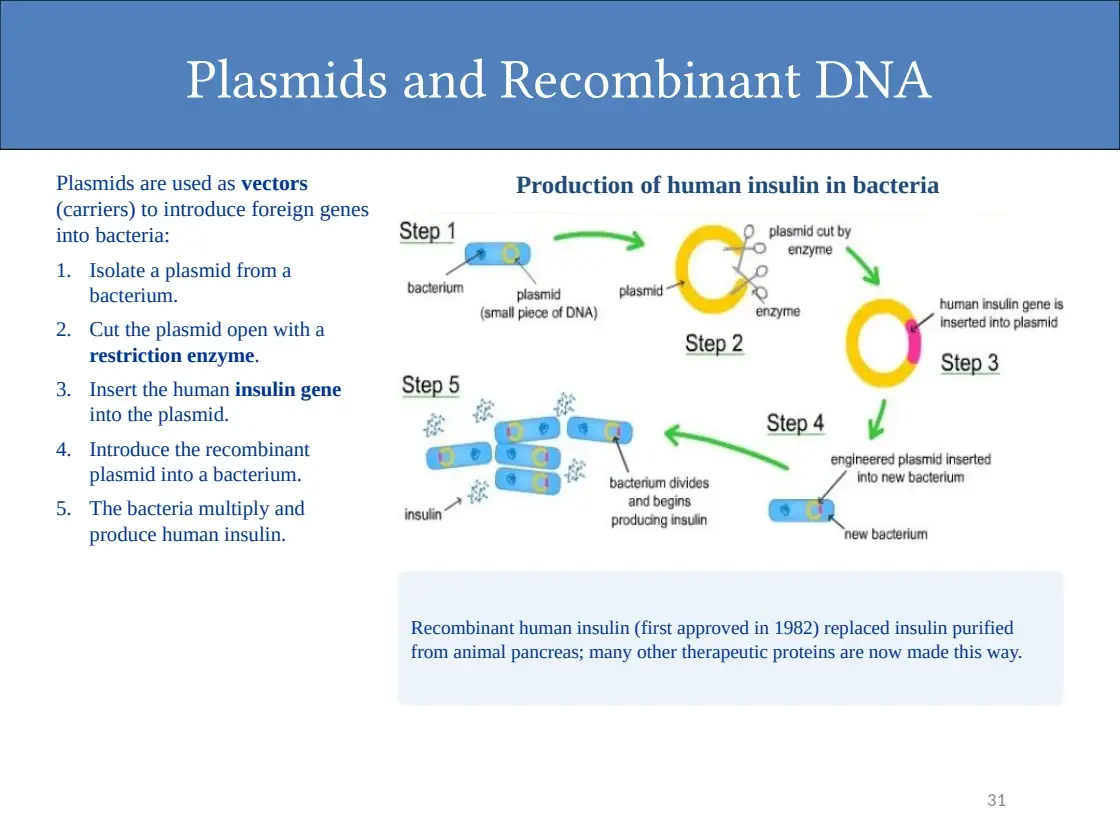 Plasmids and Recombinant DNA
Plasmids are used as vectors
(carriers) to introduce foreign genes
into bacteria:
1. Isolate a plasmid from a
bacterium.
2. Cut the plasmid open with a
restriction enzyme.
3. Insert the human insulin gene
into the plasmid.
4. Introduce the recombinant
plasmid into a bacterium.
5. The bacteria multiply and
produce human insulin.
Production of human insulin in bacteria
Step 1
bacterium
plasmid
(small piece of DNA)
plasmid
plasmid cut by
enzyme
enzyme
Step 2
human insulin gene is
inserted into plasmid
Step 3
Step 4
engineered plasmid inserted
into new bacterium
new bacterium
Step 5
insulin
bacterium divides
and begins
producing insulin
Recombinant human insulin (first approved in 1982) replaced insulin purified
from animal pancreas; many other therapeutic proteins are now made this way.
31